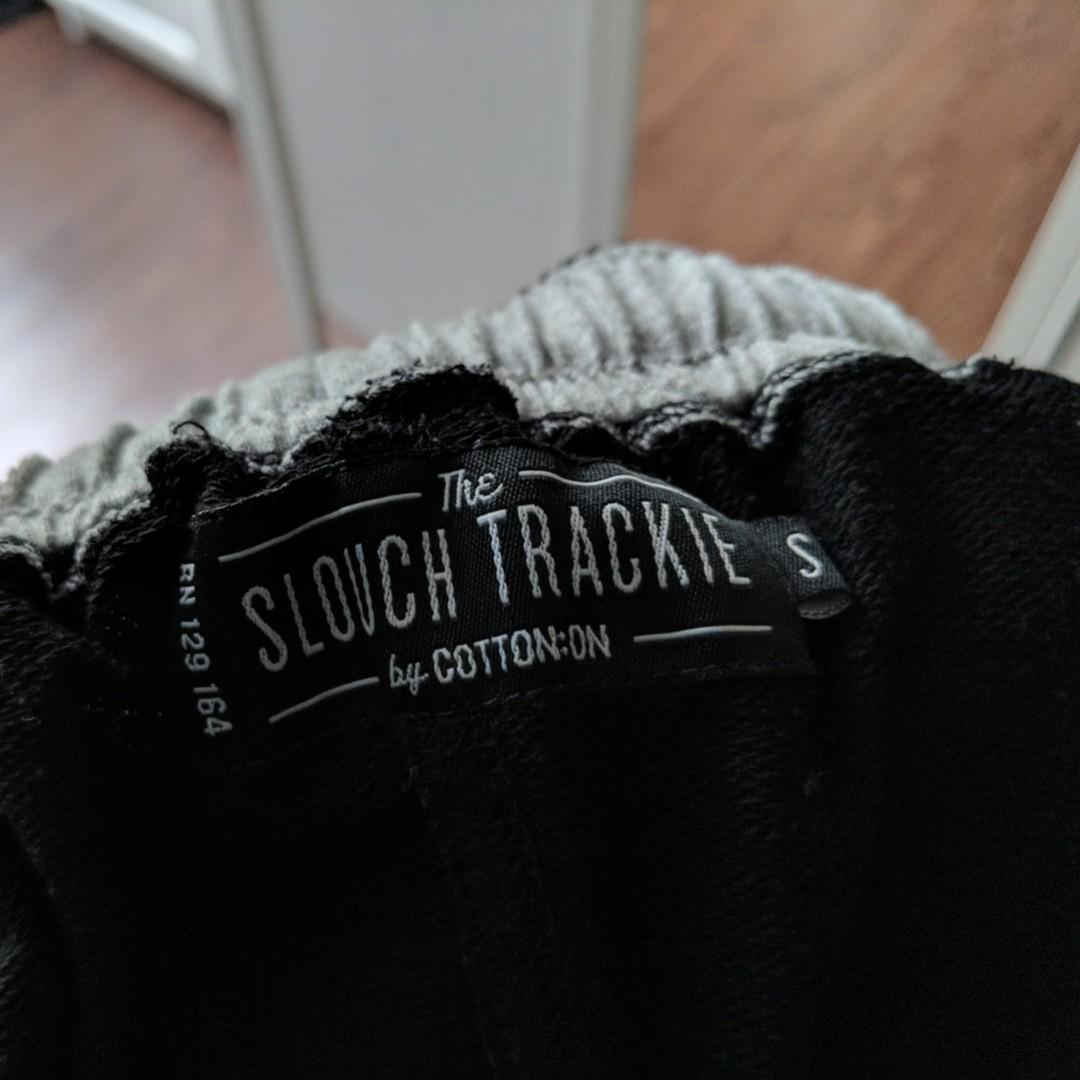 The
SLOUCH TRACKIE
by COTTON:ON
S
RN 129 164